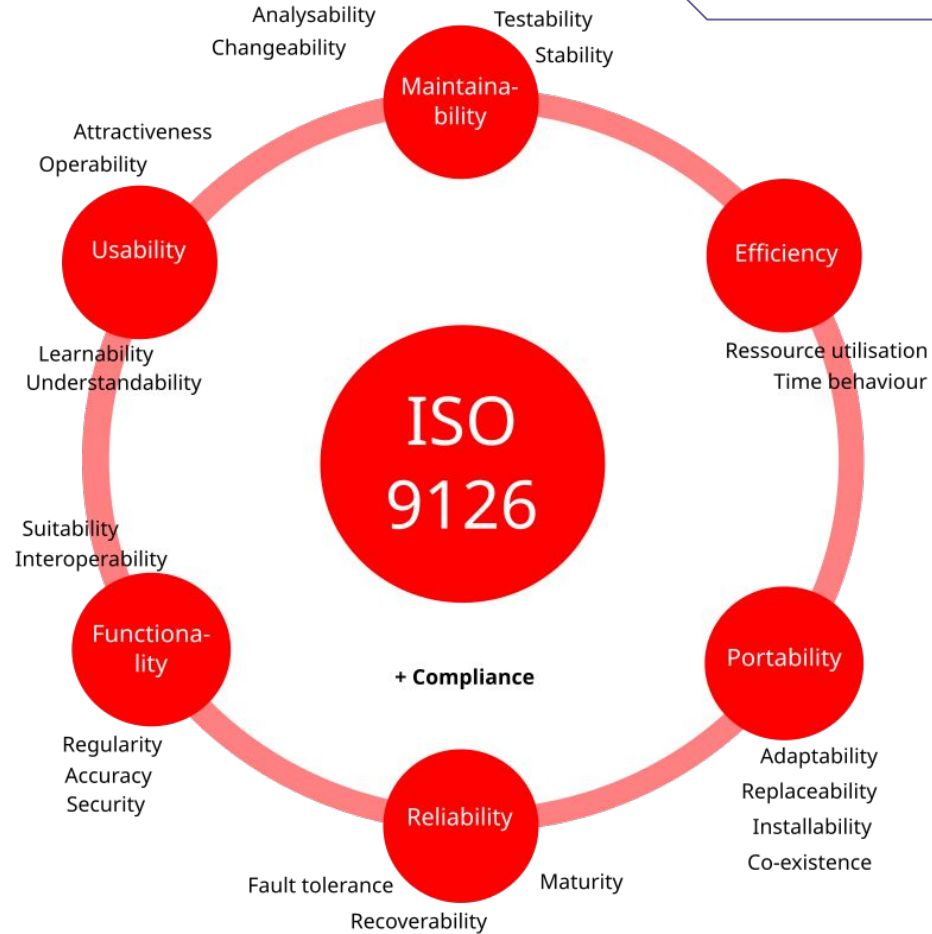 Analysability
Testability
Changeability
Stability
Maintaina-
bility
Attractiveness
Operability
Usability
Efficiency
Learnability
Understandability
Ressource utilisation
Time behaviour
ISO
9126
Suitability
Interoperability
Functiona-
lity
Portability
+ Compliance
Regularity
Accuracy
Security
Adaptability
Replaceability
Installability
Co-existence
Reliability
Fault tolerance
Maturity
Recoverability